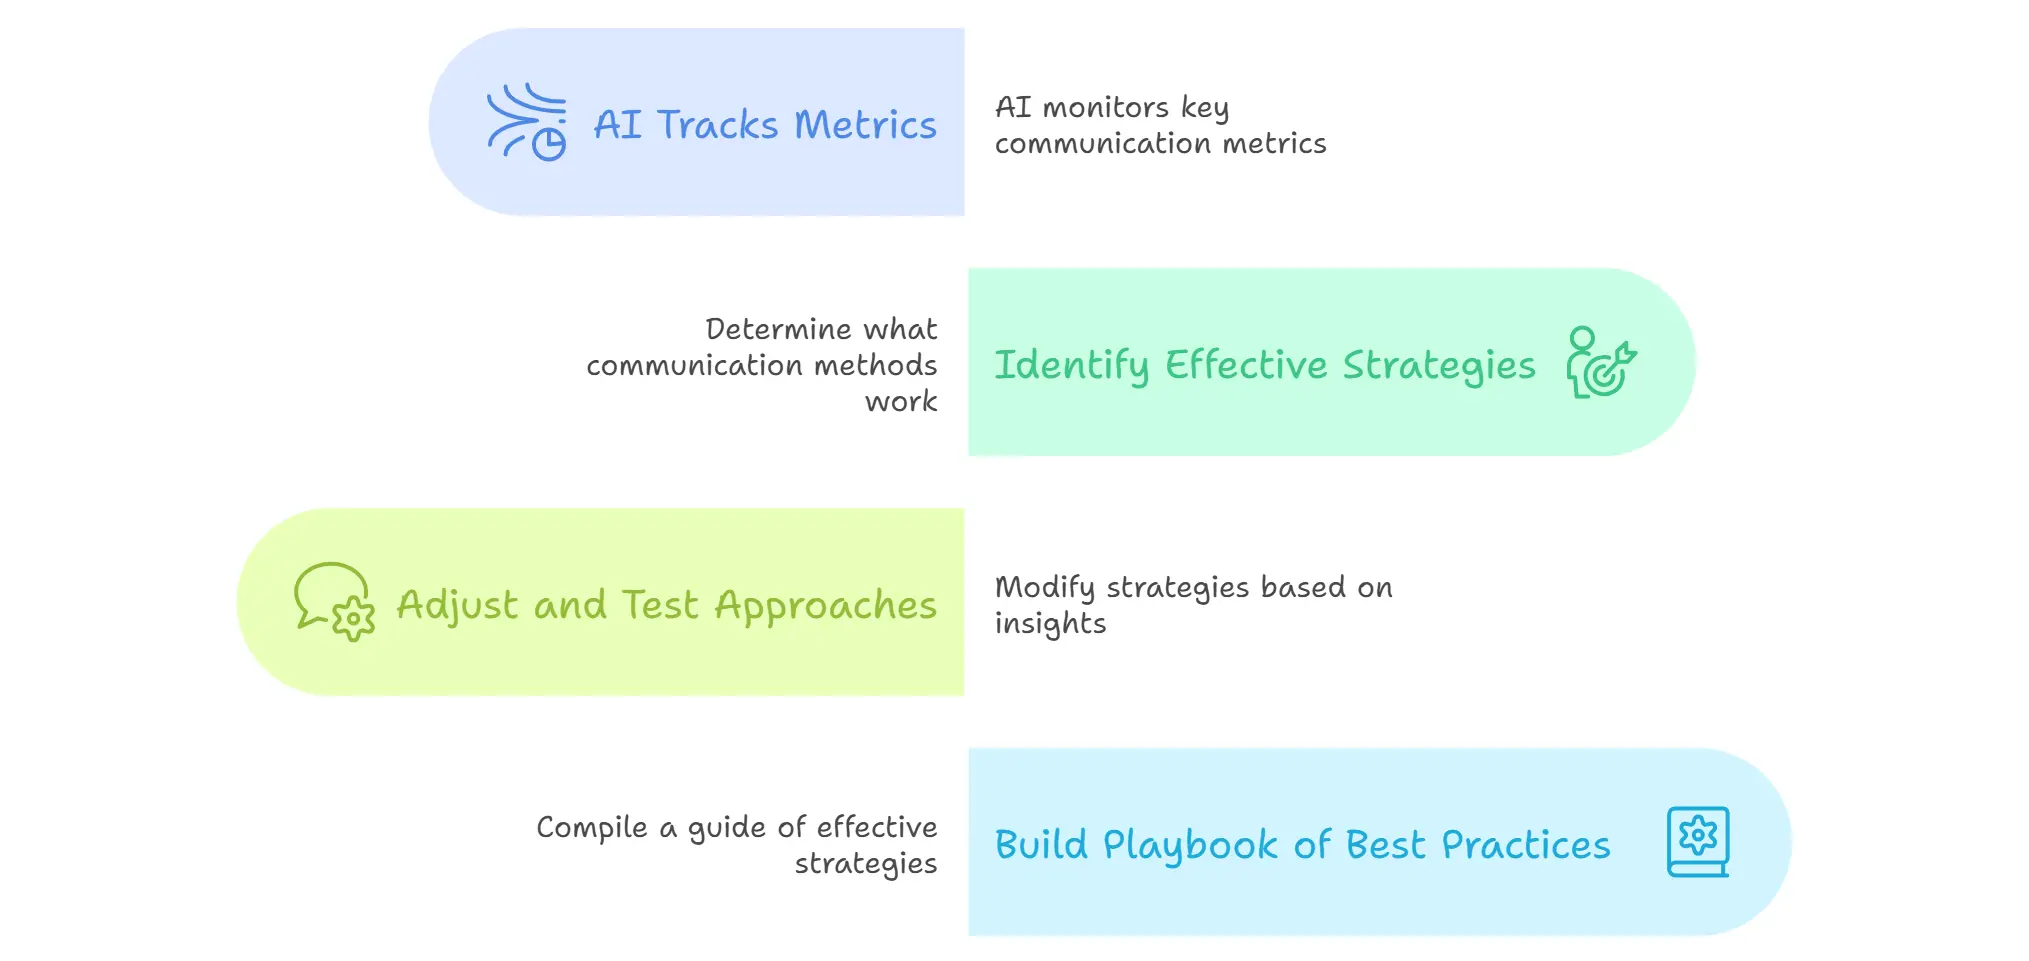 AI Tracks Metrics
AI monitors key
communication metrics
Determine what
communication methods
work
Identify Effective Strategies
Adjust and Test Approaches
Modify strategies based on
insights
Compile a guide of effective
strategies
Build Playbook of Best Practices